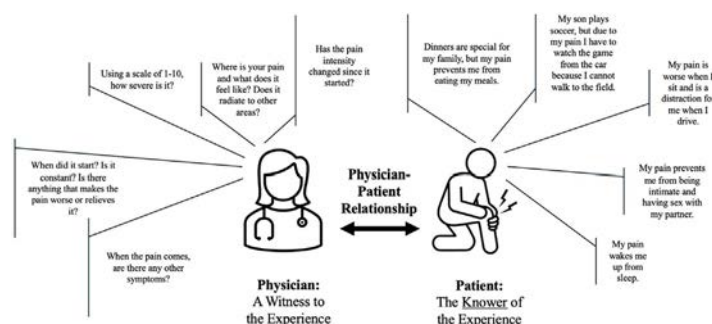 Using a scale of 1-10,
how severe is it?
Where is your pain
and what does it
feel like? Does it
radiate to other
areas?
Has the pain
intensity
changed since it
started?
Dinners are special for
my family, but my pain
prevents me from
eating my meals.
My son plays
soccer, but due to
my pain I have to
watch the game
from the car
because I cannot
walk to the field.
My pain is
worse when I
sit and is a
distraction for
me when I
drive.
When did it start? Is it
constant? Is there
anything that makes the
pain worse or relieves
it?
When the pain comes,
are there any other
symptoms?
Physician-
Patient
Relationship
My pain prevents
me from being
intimate and
having sex with
my partner.
My pain
wakes me
up from
sleep.
Physician:
A Witness to
the Experience
Patient:
The Knower of
the Experience